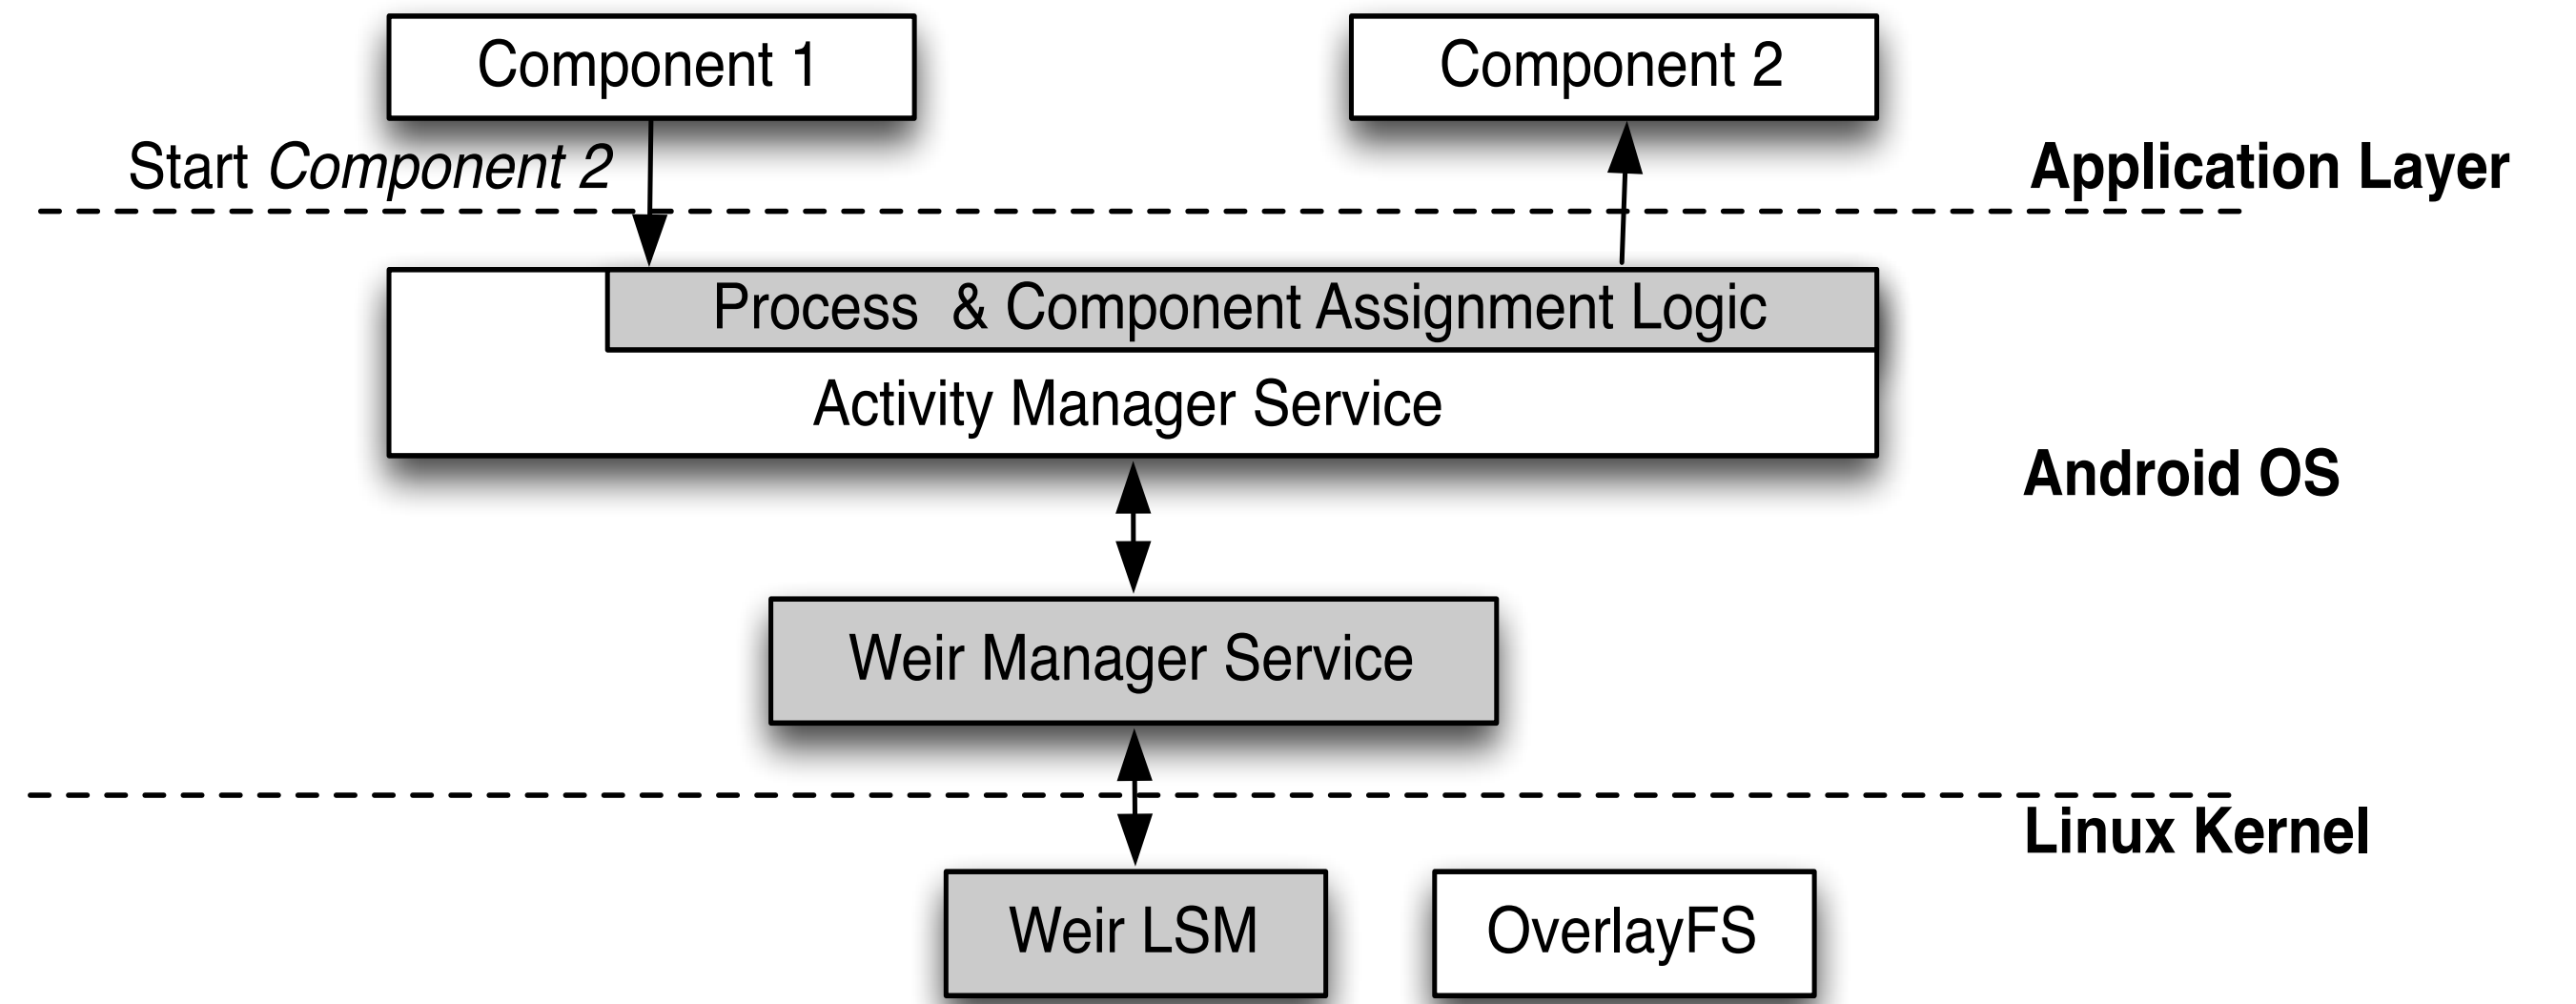 Component 1
Component 2
Start Component 2
Application Layer
Process & Component Assignment Logic
Activity Manager Service
Android OS
Weir Manager Service
Linux Kernel
Weir LSM
OverlayFS